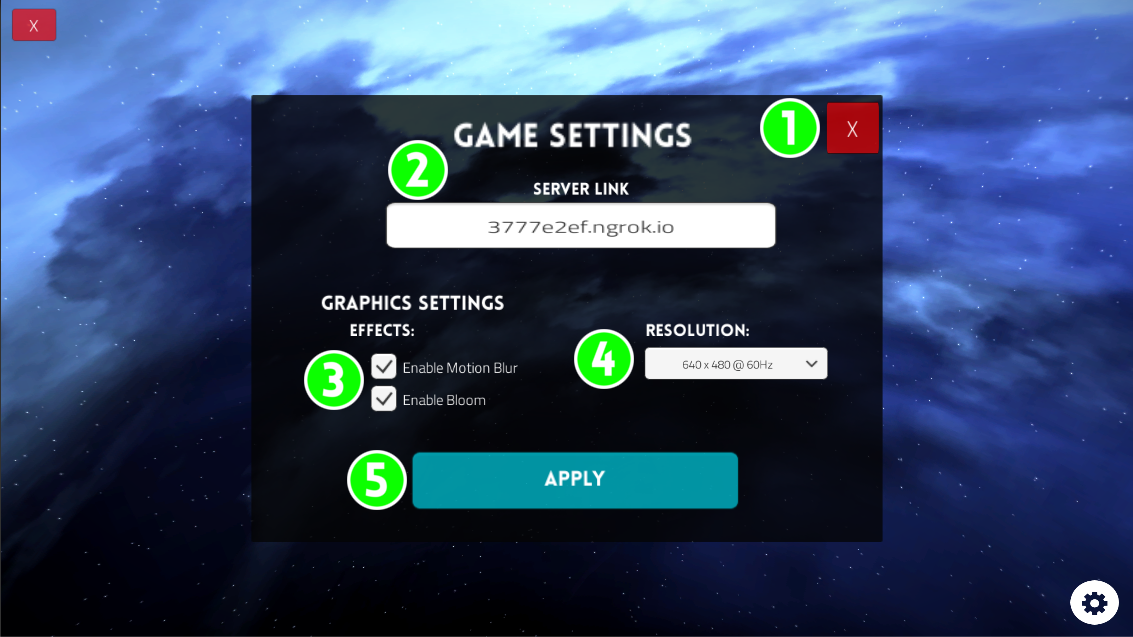 X
1
X
GAME SETTINGS
2
SERVER LINK
3777e2ef.ngrok.io
GRAPHICS SETTINGS
EFFECTS:
3
Enable Motion Blur
Enable Bloom
RESOLUTION:
4
640 x 480 @ 60Hz
5
APPLY